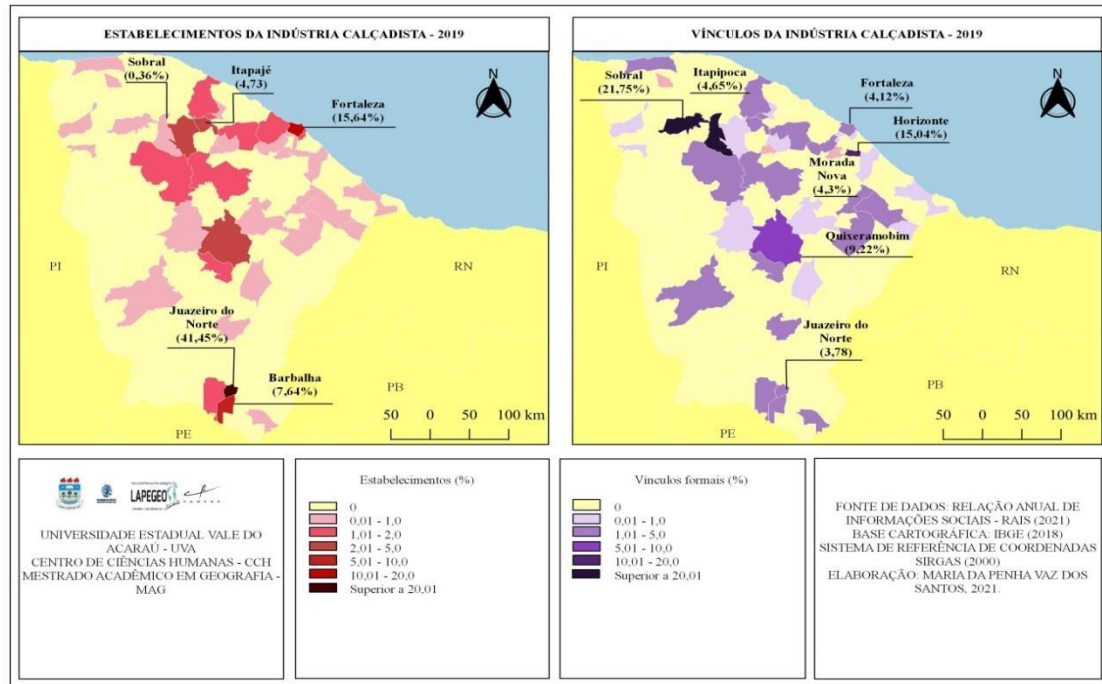 ESTABELECIMENTOS DA INDÚSTRIA CALÇADISTA - 2019
Sobral
(0,36%)
Itapajé
(4,73)
Fortaleza
(15,64%)
N
PI
RN
Juazeiro do
Norte
(41,45%)
Barbalha
(7,64%)
PB
PE
50 0 50 100 km
VÍNCULOS DA INDÚSTRIA CALÇADISTA - 2019
Sobral
(21,75%)
Itapipoca
(4,65%)
Fortaleza
(4,12%)
Horizonte
(15,04%)
N
Morada
Nova
(4,3%)
Quixeramobim
(9,22%)
PI
RN
Juazeiro do
Norte
(3,78)
PB
PE
50 0 50 100 km
LAPEGEO
UNIVERSIDADE ESTADUAL VALE DO
ACARAÚ - UVA
CENTRO DE CIÊNCIAS HUMANAS - CCH
MESTRADO ACADÊMICO EM GEOGRAFIA -
MAG
Estabelecimentos (%)
0
0,01 - 1,0
1,01 - 2,0
2,01 - 5,0
5,01 - 10,0
10,01 - 20,0
Superior a 20,01
Vinculos formais (%)
0
0,01 - 1,0
1,01 - 5,0
5,01 - 10,0
10,01 - 20,0
Superior a 20,01
FONTE DE DADOS: RELAÇÃO ANUAL DE
INFORMAÇÕES SOCIAIS - RAIS (2021)
BASE CARTOGRÁFICA: IBGE (2018)
SISTEMA DE REFERÊNCIA DE COORDENADAS
SIRGAS (2000)
ELABORAÇÃO: MARIA DA PENHA VAZ DOS
SANTOS, 2021.